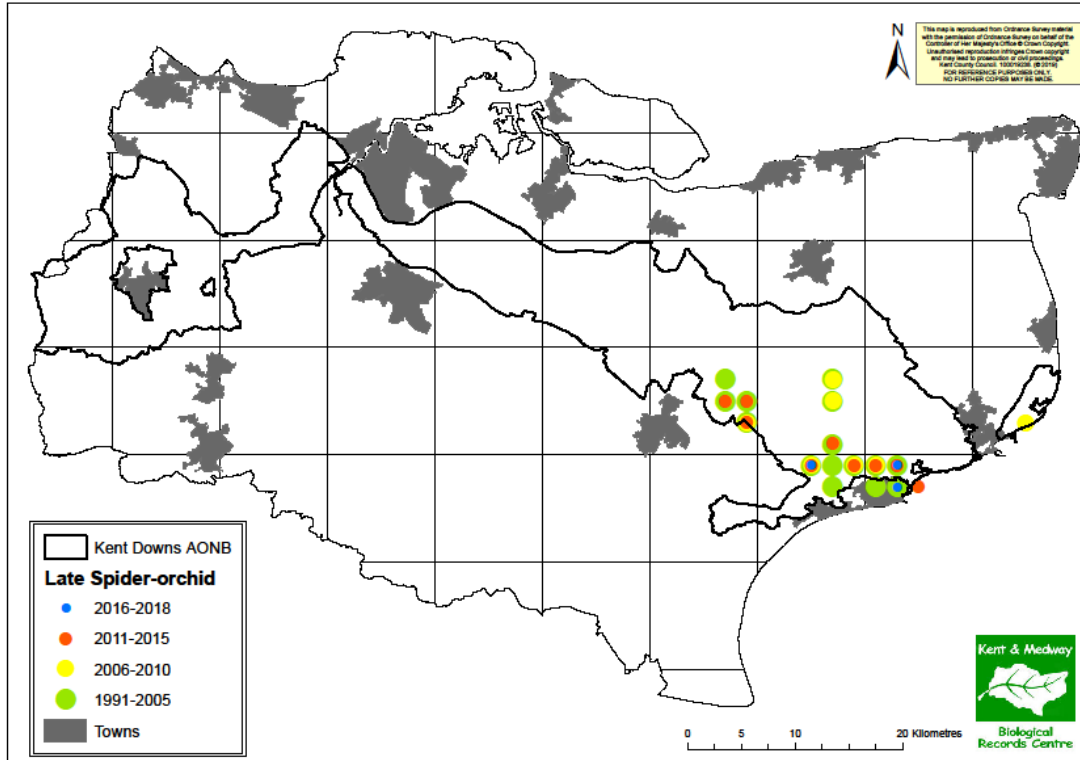 N
This map is reproduced from Ordnance Survey material
with the permission of Ordnance Survey on behalf of the
Controller of Her Majesty's Office © Crown Copyright.
Unauthorised reproduction infringes Crown copyright
and may lead to prosecution or civil proceedings.
Kent County Council. 100019238. (© 2019)
FOR REFERENCE PURPOSES ONLY.
NO FURTHER COPIES MAY BE MADE.
Kent Downs AONB
Late Spider-orchid
2016-2018
2011-2015
2006-2010
1991-2005
Towns
0 5 10 20 Kilometres
Kent & Medway
Biological
Records Centre